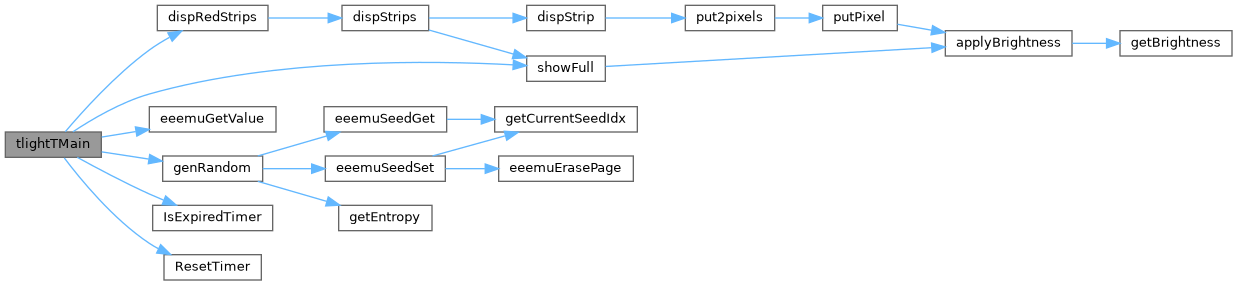 dispRedStrips
dispStrips
dispStrip
put2pixels
putPixel
applyBrightness
getBrightness
showFull
eeemuGetValue
eeemuSeedGet
getCurrentSeedIdx
tlightTMain
genRandom
eeemuSeedSet
eeemuErasePage
IsExpiredTimer
getEntropy
ResetTimer